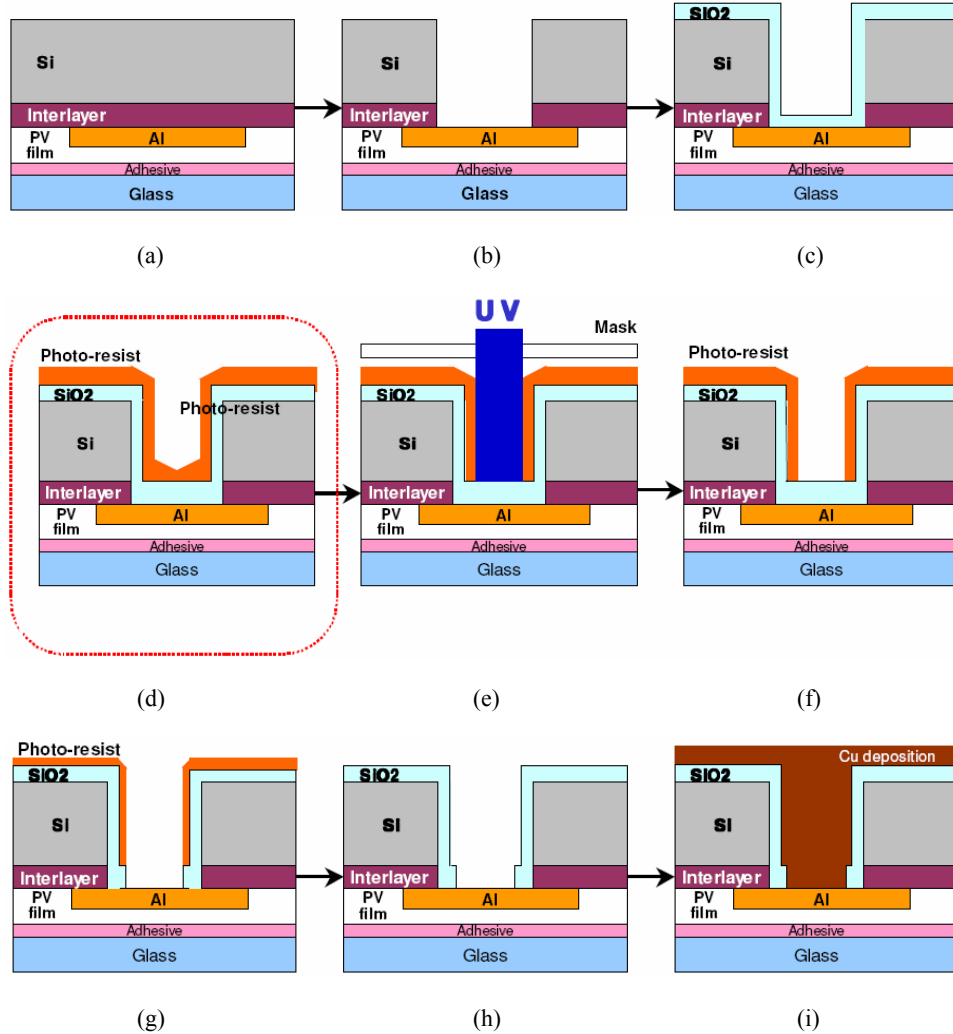 Si
Interlayer
PV film
Al
Adhesive
Glass
Si
Interlayer
PV film
Al
Adhesive
Glass
SiO2
Si
Interlayer
PV film
Al
Adhesive
Glass
(a)
(b)
(c)
Photo-resist
SiO2
Photo-resist
Si
Interlayer
PV film
Al
Adhesive
Glass
UV
Mask
Si
Interlayer
PV film
Al
Adhesive
Glass
Photo-resist
SiO2
Si
Interlayer
PV film
Al
Adhesive
Glass
(d)
(e)
(f)
Photo-resist
SiO2
Si
Interlayer
PV film
Al
Adhesive
Glass
SiO2
Si
Interlayer
PV film
Al
Adhesive
Glass
Cu deposition
SiO2
Si
Interlayer
PV film
Al
Adhesive
Glass
(g)
(h)
(i)